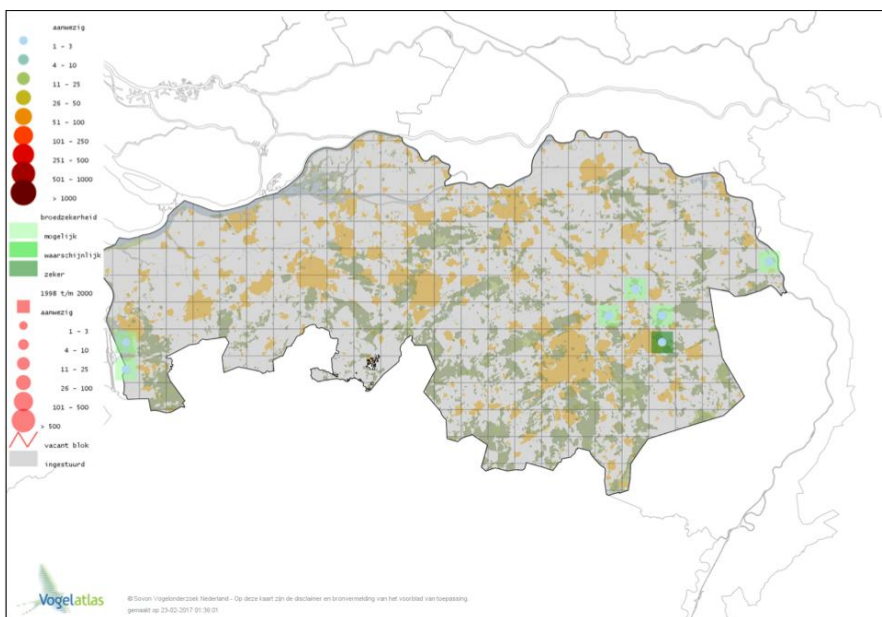 aanwezig
1 - 3
4 - 10
11 - 25
26 - 50
51 - 100
101 - 250
251 - 500
501 - 1000
> 1000
broedzekerheid
mogelijk
waarschijnlijk
zeker
1998 t/m 2000
aanwezig
1 - 3
4 - 10
11 - 25
26 - 100
101 - 500
> 500
vacant blok
ingestuurd
Vogelatlas
© Sovon Vogelonderzoek Nederland - Op deze kaart zijn de disclaimer en bronvermelding van het voorblad van toepassing.
gemaakt op 23-02-2017 01:36:01